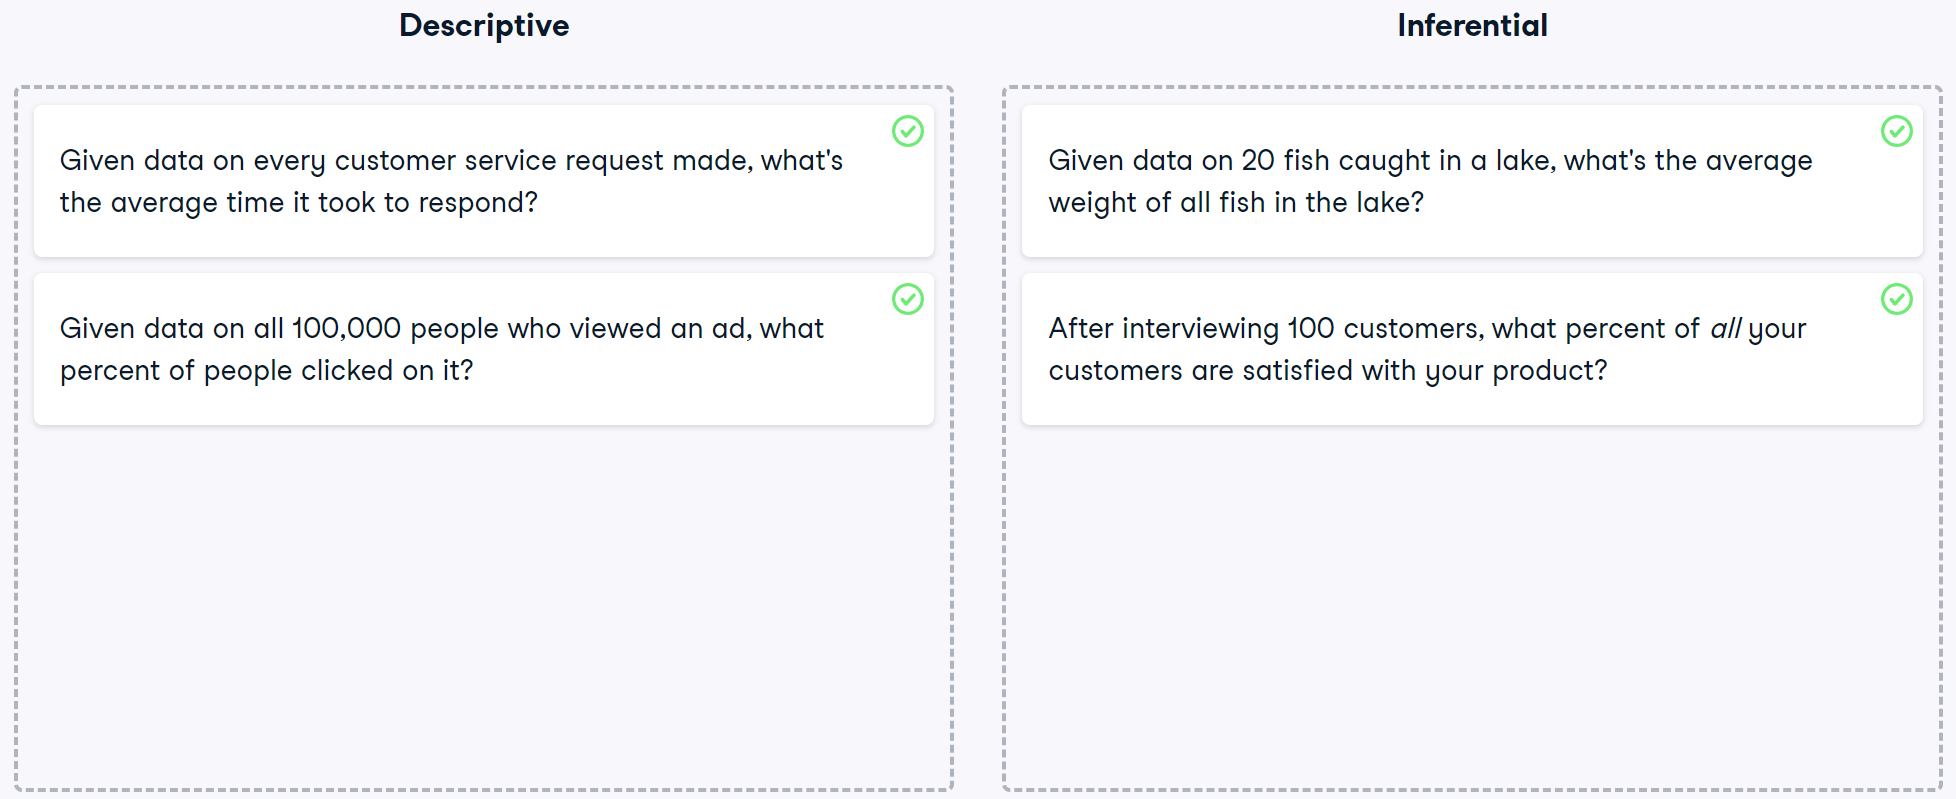 Descriptive
Given data on every customer service request made, what's
the average time it took to respond?
Given data on all 100,000 people who viewed an ad, what
percent of people clicked on it?
Inferential
Given data on 20 fish caught in a lake, what's the average
weight of all fish in the lake?
After interviewing 100 customers, what percent of all your
customers are satisfied with your product?